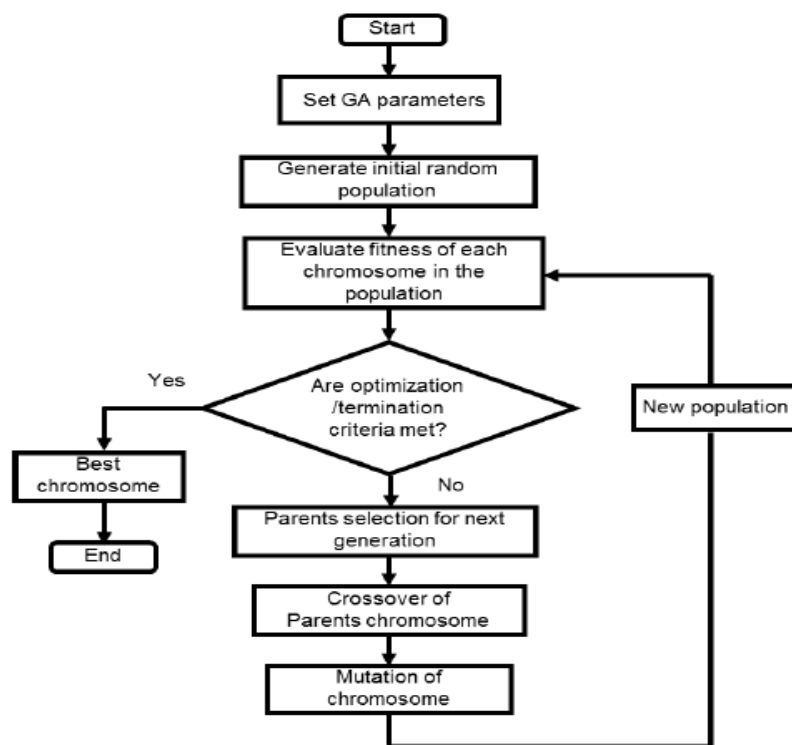 Start
Set GA parameters
Generate initial random
population
Evaluate fitness of each
chromosome in the
population
Yes
Are optimization
/termination
criteria met?
New population
Best
chromosome
No
Parents selection for next
generation
End
Crossover of
Parents chromosome
Mutation of
chromosome